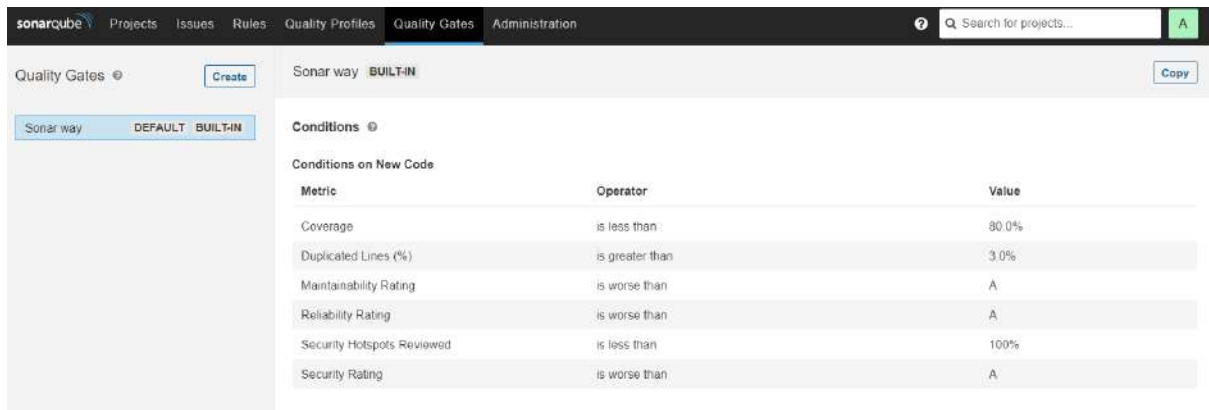 sonarqube Projects Issues Rules Quality Profiles Quality Gates Administration Search for projects... A
Quality Gates Create
Sonar way DEFAULT BUILT-IN
Sonar way BUILT-IN Copy
Conditions
Conditions on New Code
Metric Operator Value
Coverage is less than 80.0%
Duplicated Lines (%) is greater than 3.0%
Maintainability Rating is worse than A
Reliability Rating is worse than A
Security Hotspots Reviewed is less than 100%
Security Rating is worse than A